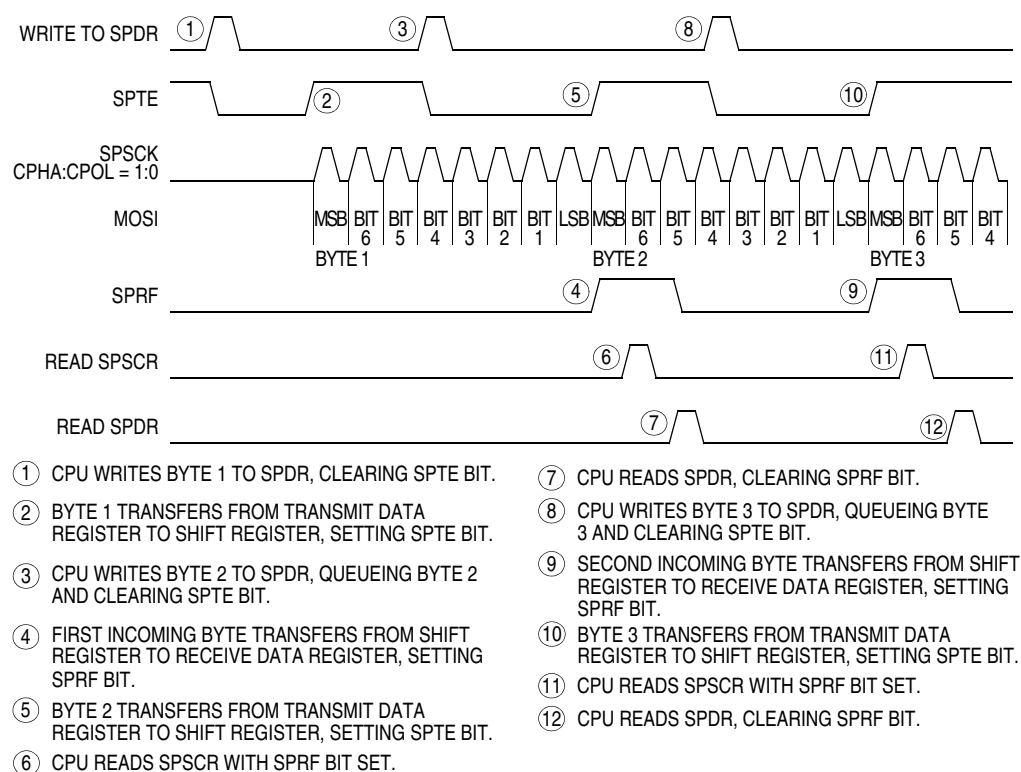 WRITE TO SPDR
1
3
8
SPTE
2
5
10
SPSCK
CPHA:CPOL = 1:0
MOSI
MSB BIT BIT BIT BIT BIT BIT LSB MSB BIT BIT BIT BIT BIT BIT LSB MSB BIT BIT BIT
6 5 4 3 2 1 6 5 4 3 2 1 6 5 4
BYTE 1 BYTE 2 BYTE 3
SPRF
4
9
READ SPSCR
6
11
READ SPDR
7
12
1 CPU WRITES BYTE 1 TO SPDR, CLEARING SPTE BIT.
2 BYTE 1 TRANSFERS FROM TRANSMIT DATA
REGISTER TO SHIFT REGISTER, SETTING SPTE BIT.
3 CPU WRITES BYTE 2 TO SPDR, QUEUEING BYTE 2
AND CLEARING SPTE BIT.
4 FIRST INCOMING BYTE TRANSFERS FROM SHIFT
REGISTER TO RECEIVE DATA REGISTER, SETTING
SPRF BIT.
5 BYTE 2 TRANSFERS FROM TRANSMIT DATA
REGISTER TO SHIFT REGISTER, SETTING SPTE BIT.
6 CPU READS SPSCR WITH SPRF BIT SET.
7 CPU READS SPDR, CLEARING SPRF BIT.
8 CPU WRITES BYTE 3 TO SPDR, QUEUEING BYTE
3 AND CLEARING SPTE BIT.
9 SECOND INCOMING BYTE TRANSFERS FROM SHIFT
REGISTER TO RECEIVE DATA REGISTER, SETTING
SPRF BIT.
10 BYTE 3 TRANSFERS FROM TRANSMIT DATA
REGISTER TO SHIFT REGISTER, SETTING SPTE BIT.
11 CPU READS SPSCR WITH SPRF BIT SET.
12 CPU READS SPDR, CLEARING SPRF BIT.